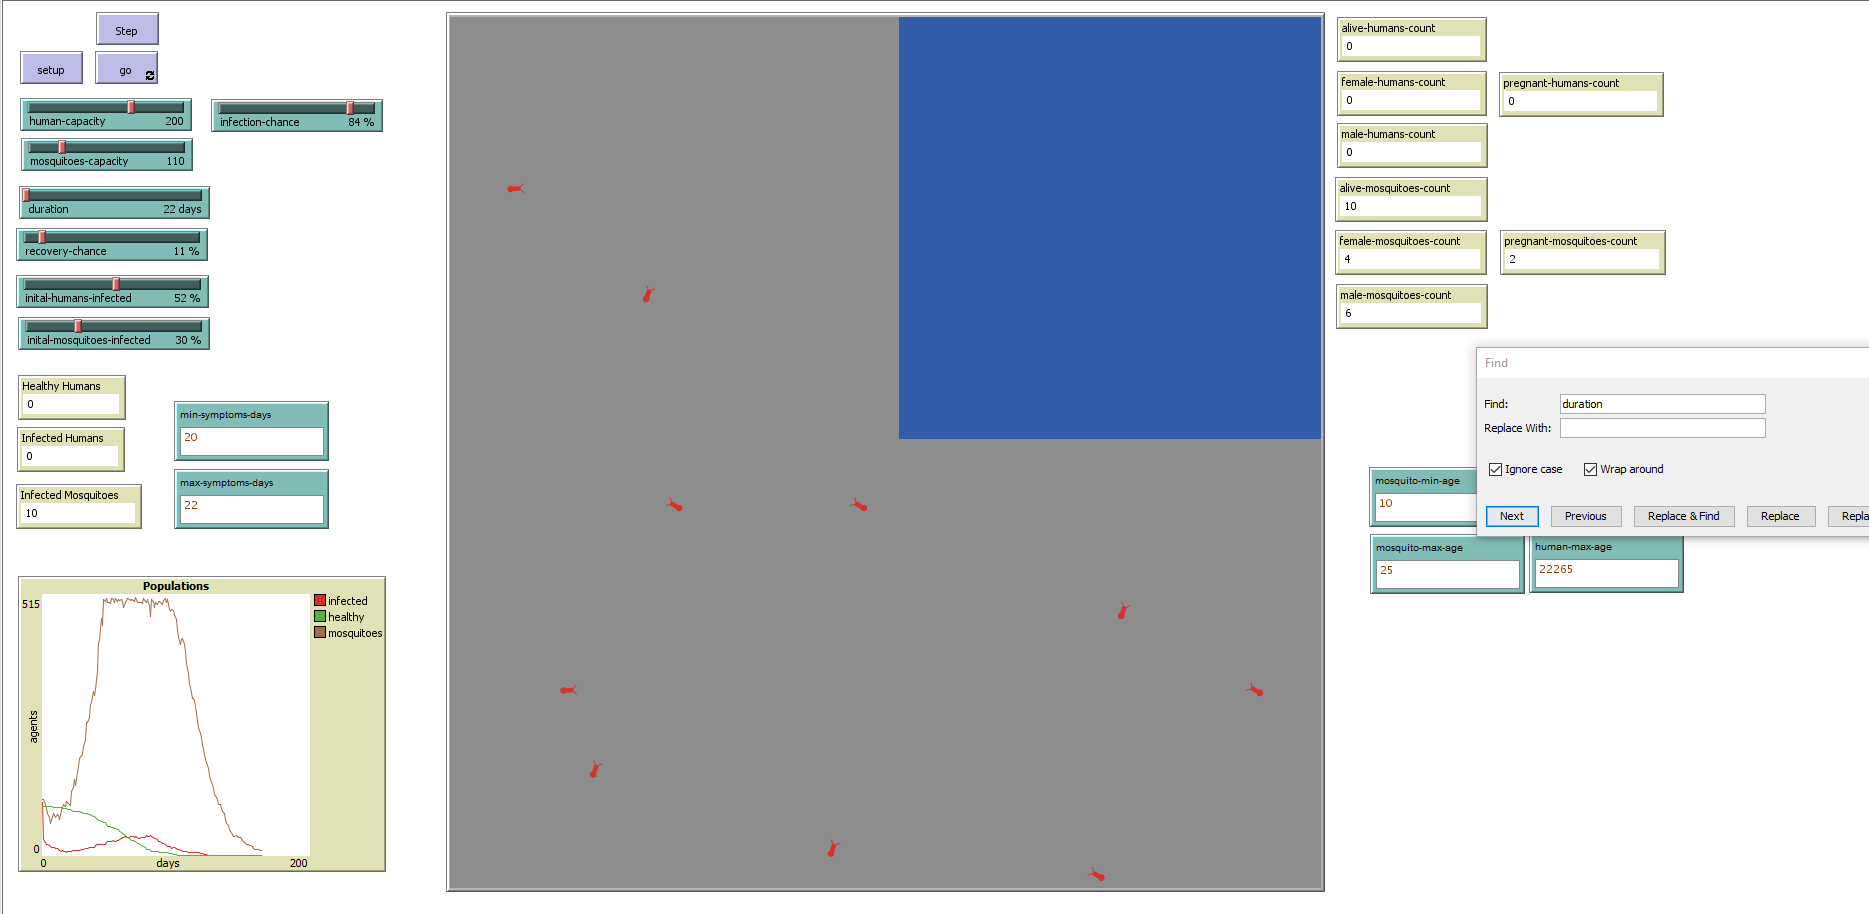 Step
setup
go
human-capacity 200
infection-chance 84 %
mosquitoes-capacity 110
duration 22 days
recovery-chance 11 %
inital-humans-infected 52 %
inital-mosquitoes-infected 30 %
Healthy Humans
0
Infected Humans
0
Infected Mosquitoes
10
min-symptoms-days
20
max-symptoms-days
22
Populations
515
0
agents
0
days
200
infected
healthy
mosquitoes
alive-humans-count
0
female-humans-count
0
pregnant-humans-count
0
male-humans-count
0
alive-mosquitoes-count
10
female-mosquitoes-count
4
pregnant-mosquitoes-count
2
male-mosquitoes-count
6
Find
Find: duration
Replace With:
Ignore case
Wrap around
Next
Previous
Replace & Find
Replace
Repla
mosquito-min-age
10
mosquito-max-age
25
human-max-age
22265